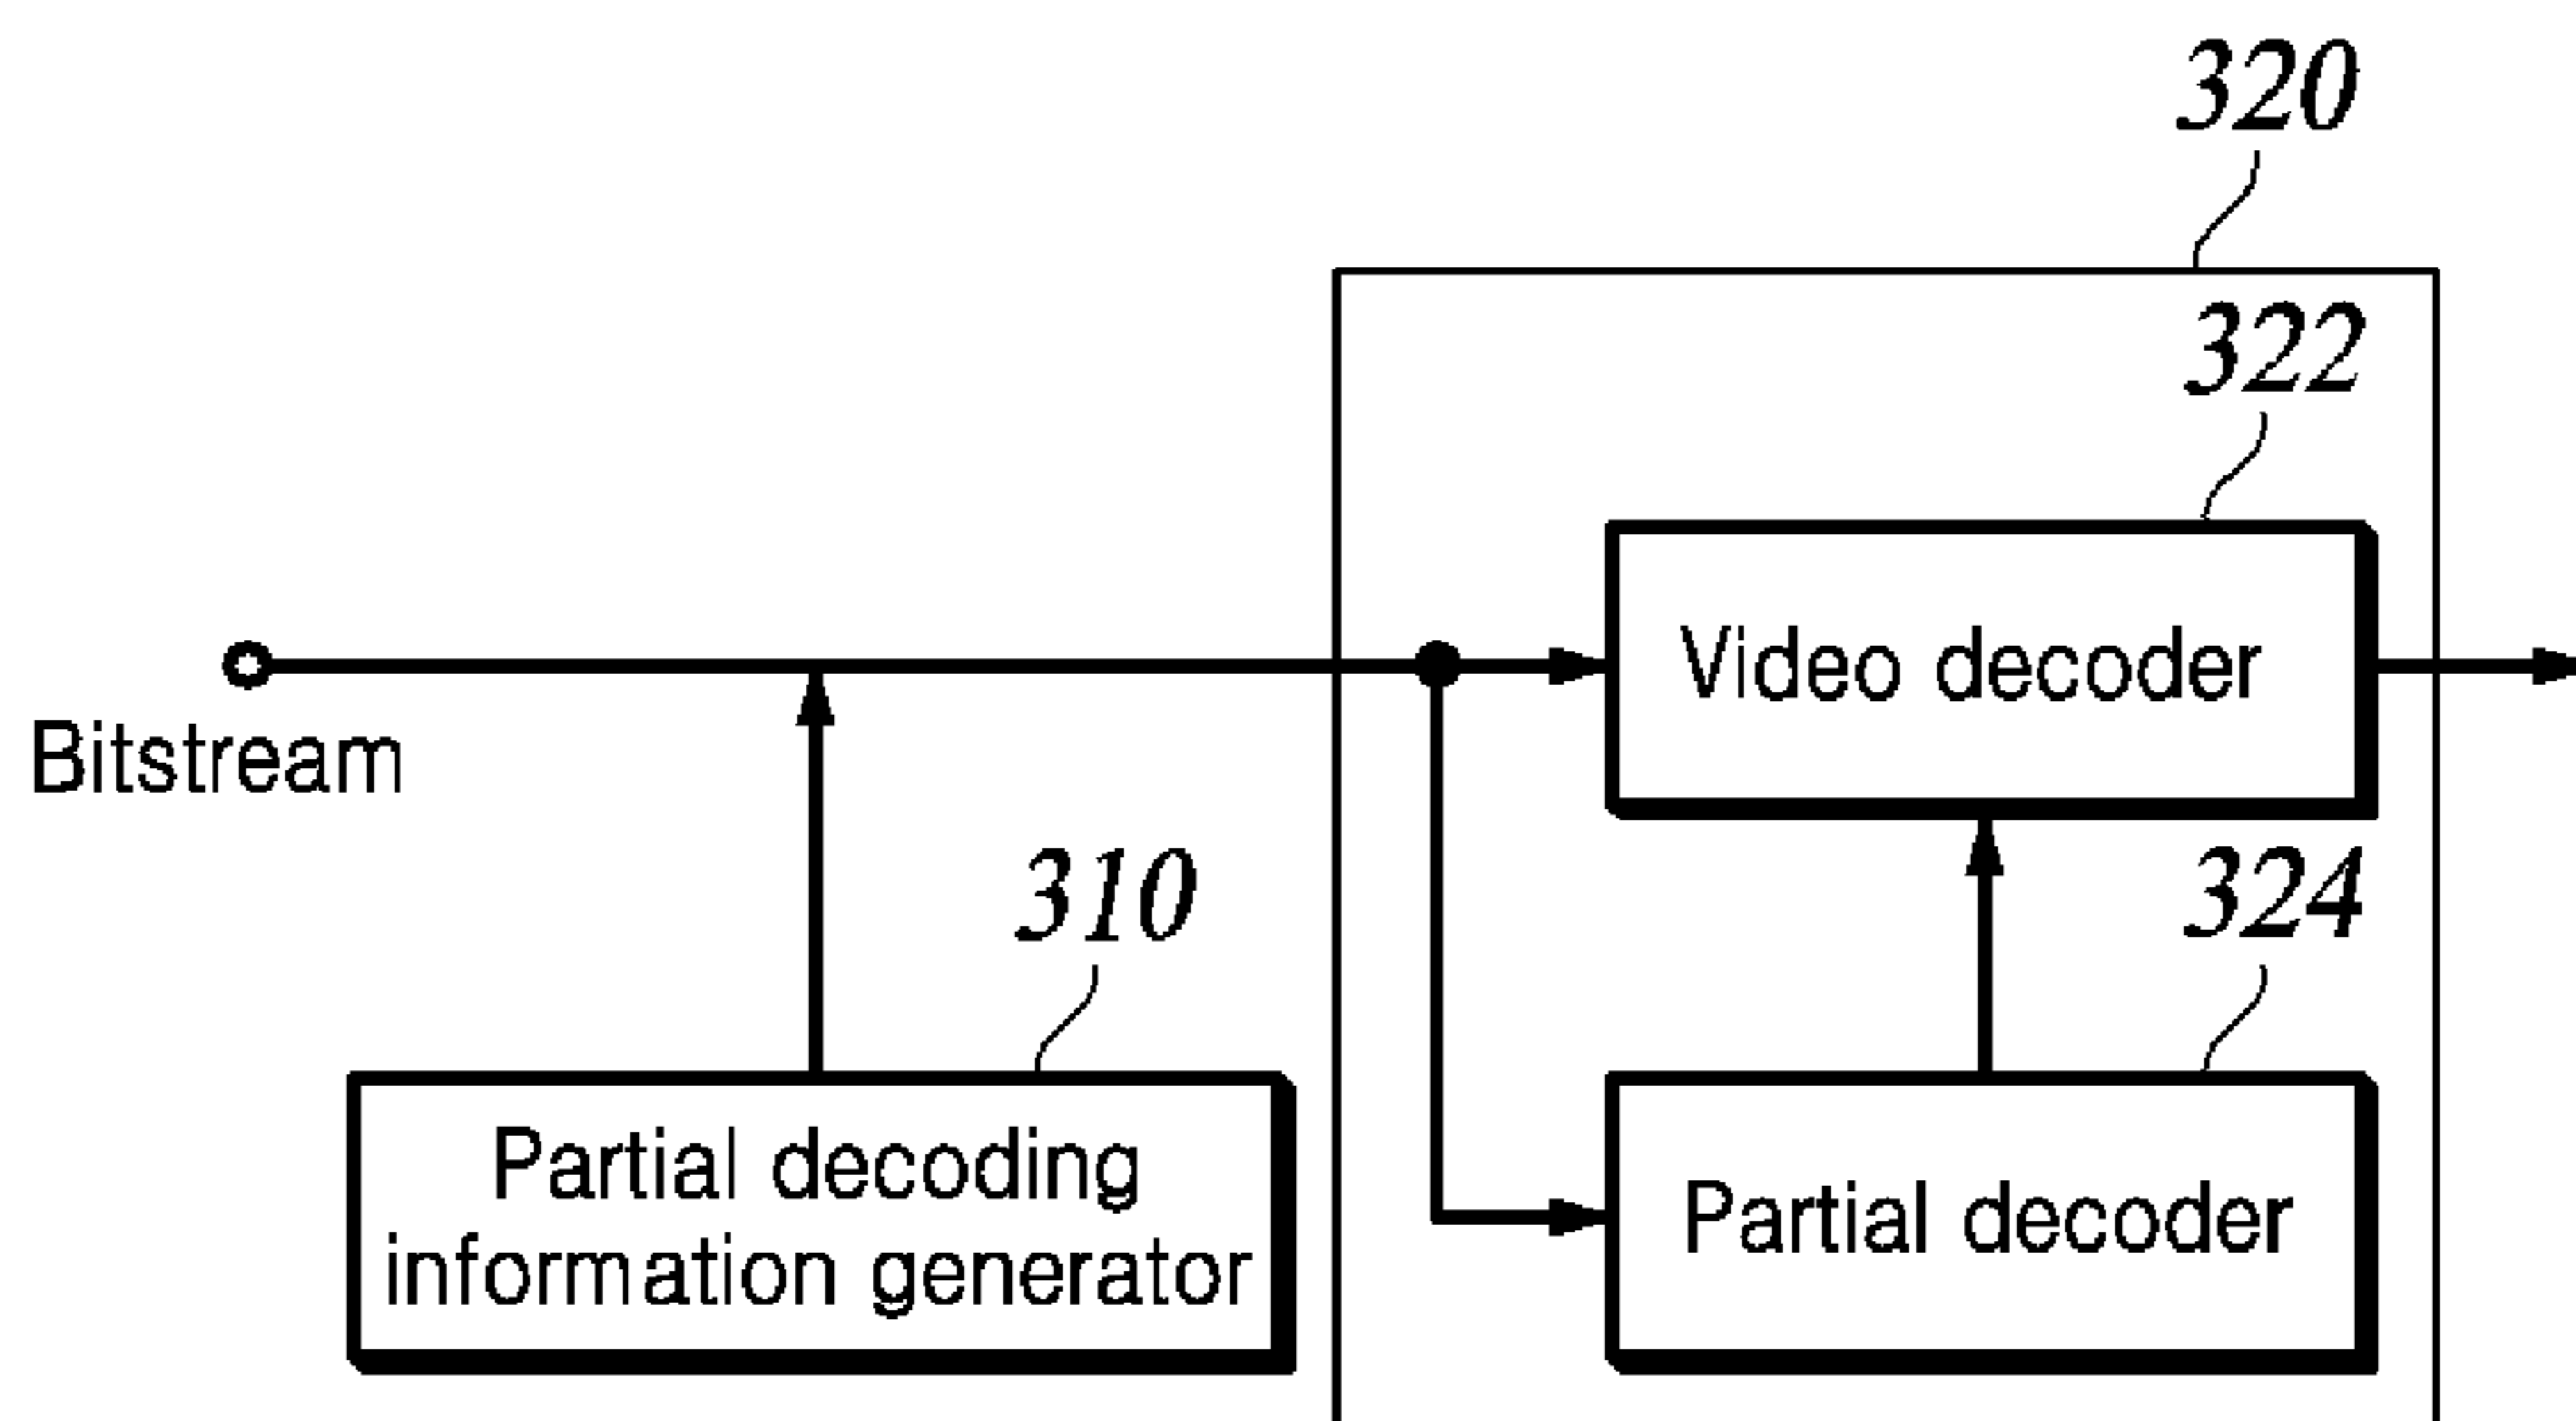 320
322
Video decoder
Bitstream
310
324
Partial decoding
information generator
Partial decoder